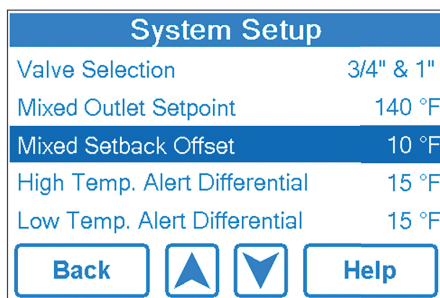 System Setup
Valve Selection 3/4" & 1"
Mixed Outlet Setpoint 140 °F
Mixed Setback Offset 10 °F
High Temp. Alert Differential 15 °F
Low Temp. Alert Differential 15 °F
Back Help